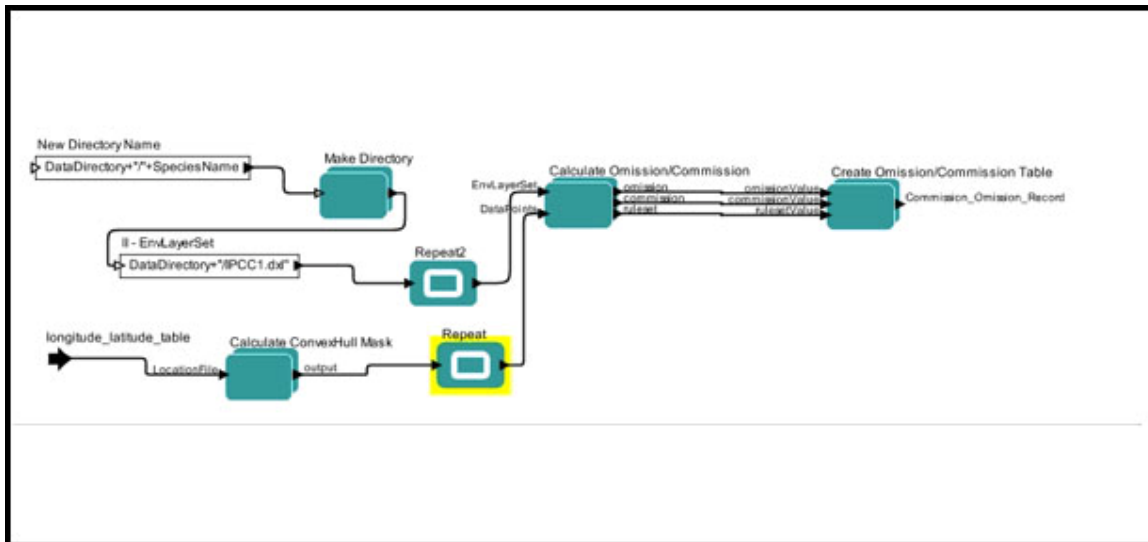 New Directory Name
DataDirectory+"/"+SpeciesName
Make Directory
II - EnvLayerSet
DataDirectory+"/IPCC1.dxl"
Repeat2
EnvLayerSet
DataPoints
Calculate Omission/Commission
omission
commission
ruleset
omissionValue
commissionValue
rulesetValue
Create Omission/Commission Table
Commission_Omission_Record
longitude_latitude_table
LocationFile
Calculate ConvexHull Mask
output
Repeat